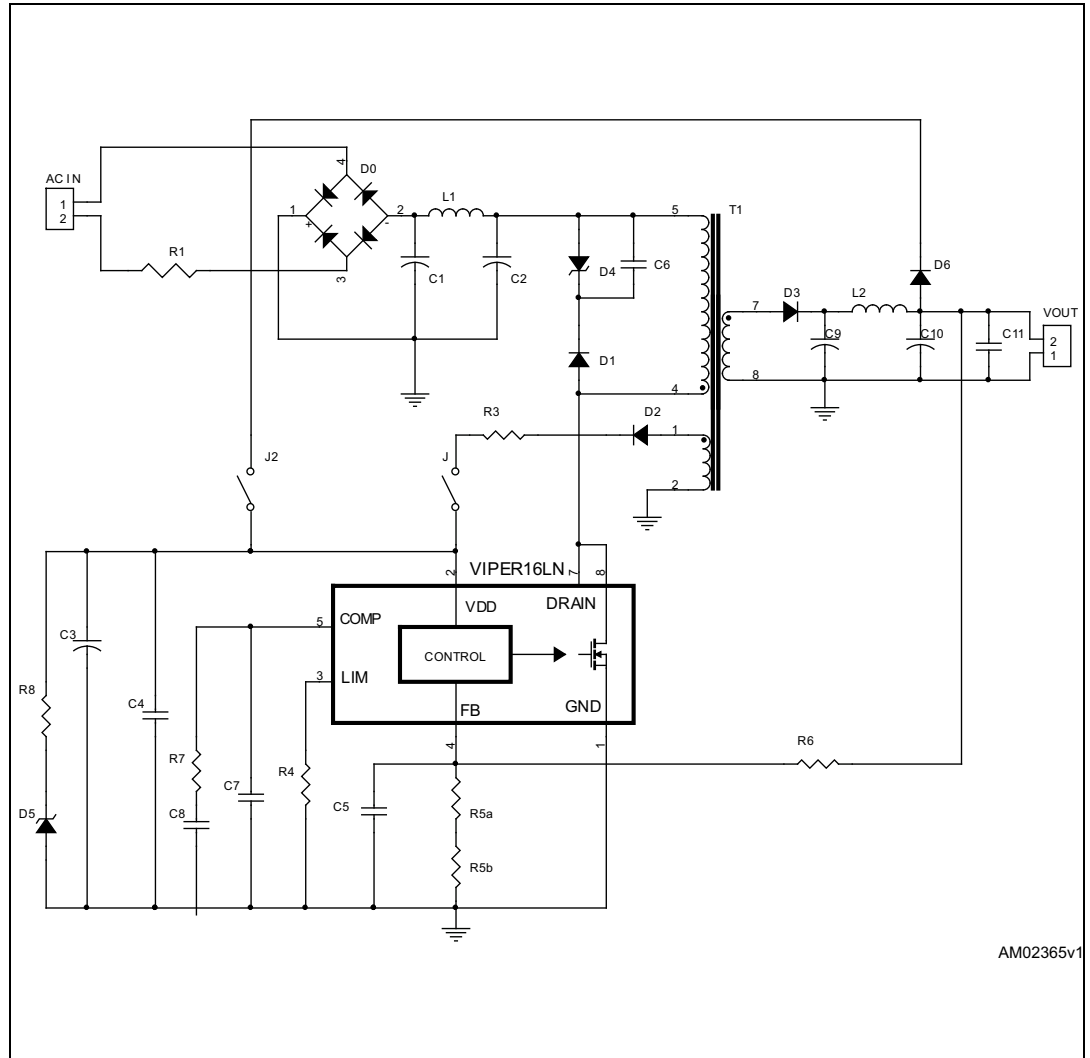 4
D0
AC IN
1
2
1
+
2
-
3
R1
L1
C1
C2
5
T1
D4
C6
D1
4
7
D3
L2
D6
C9
C10
C11
VOUT
2
1
8
R3
D2
1
2
J2
J
VIPER16LN
2
7
8
VDD
DRAIN
5
COMP
CONTROL
3
LIM
FB
GND
4
1
C3
R8
C4
D5
R7
C8
C7
R4
C5
R5a
R5b
R6
AM02365v1